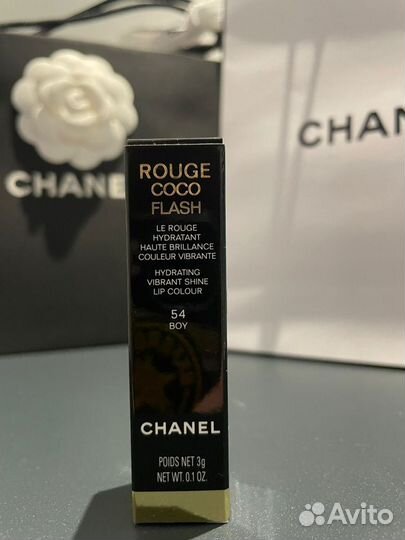 CHANEL
CHAN
ROUGE
COCO
FLASH
LE ROUGE
HYDRATANT
HAUTE BRILLANCE
COULEUR VIBRANTE
HYDRATING
VIBRANT SHINE
LIP COLOUR
54
BOY
CHANEL
POIDS NET 3g
NET WT. 0.1 OZ.
Avito